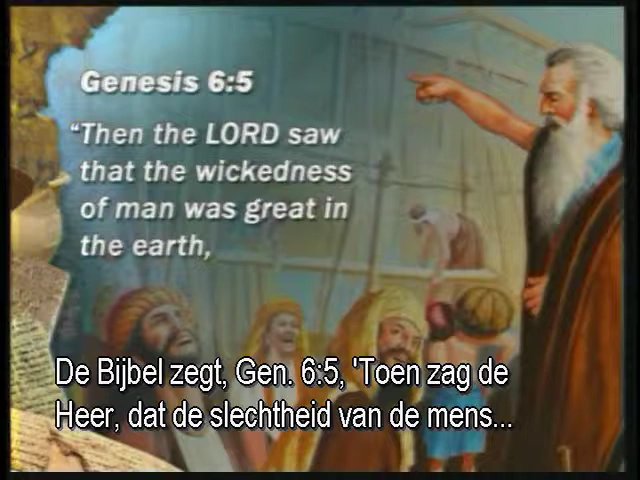 Genesis 6:5
“Then the LORD saw
that the wickedness
of man was great in
the earth,
De Bijbel zegt, Gen. 6:5, 'Toen zag de
Heer, dat de slechtheid van de mens...